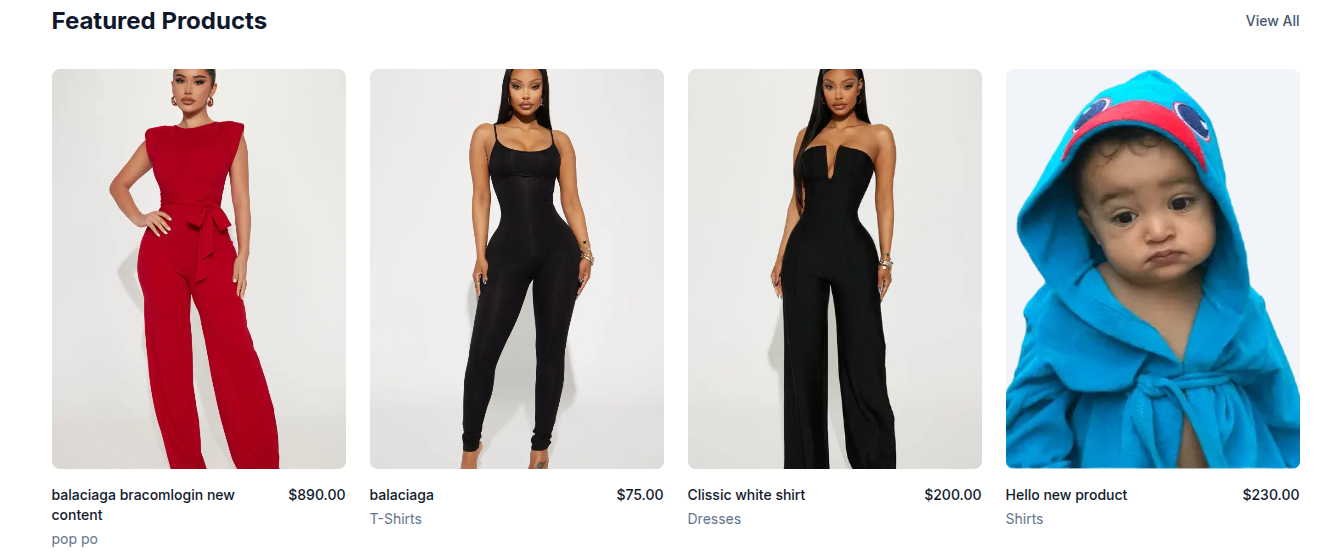 Featured Products
View All
balaciaga bracomlogin new
content
$890.00
pop po
balaciaga
$75.00
T-Shirts
Classic white shirt
$200.00
Dresses
Hello new product
$230.00
Shirts